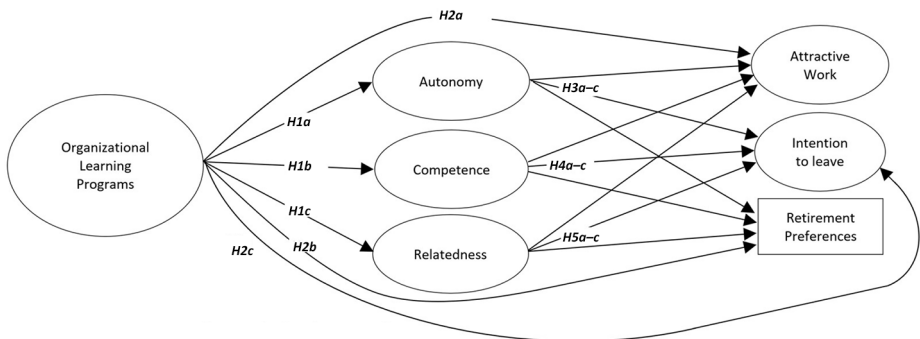 H2a
Attractive
Work
Autonomy
H3a–c
H1a
Organizational
Learning
Programs
Intention
to leave
H1b
Competence
H4a–c
H1c
Retirement
Preferences
H5a–c
H2b
H2c
Relatedness